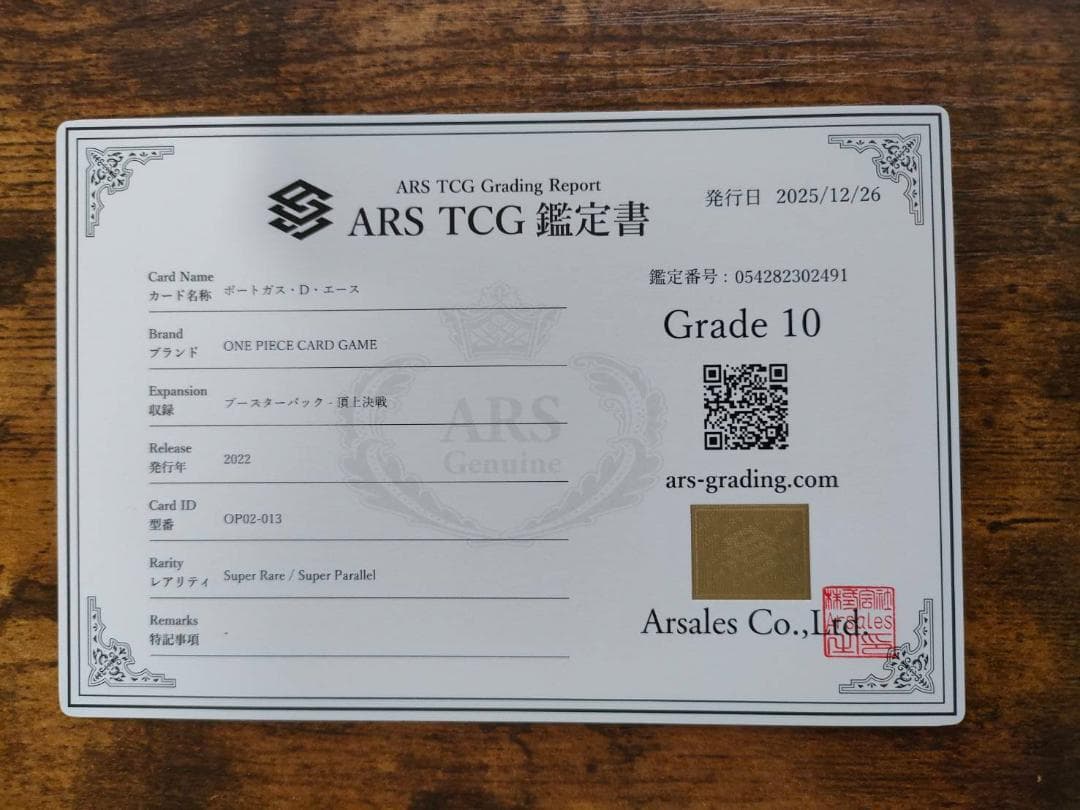 ARS TCG Grading Report
ARS TCG 鑑定書
発行日 2025/12/26
Card Name
カード名称 ポートガス・D・エース
Brand
ブランド ONE PIECE CARD GAME
Expansion
収録 ブースターパック - 頂上決戦
Release
発行年 2022
Card ID
型番 OP02-013
Rarity
レアリティ Super Rare / Super Parallel
Remarks
特記事項 -
ARS
Genuine
鑑定番号 : 054282302491
Grade 10
ars-grading.com
Arsales Co.,Ltd.
株式会社
Arsales